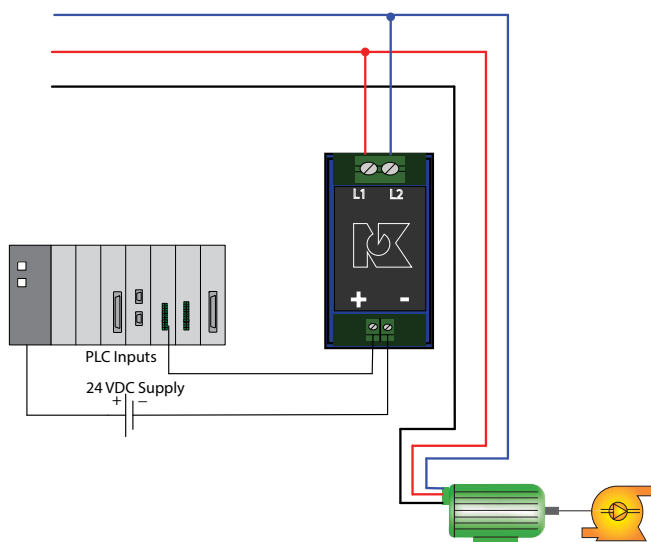 L1 L2
+ -
PLC Inputs
24 VDC Supply
+ −